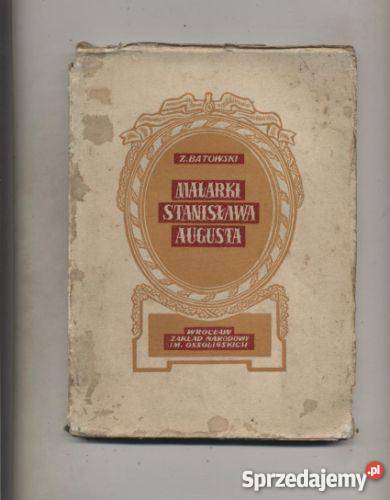 Z. BATOWSKI
MALARKI
STANISŁAWA
AUGUSTA
WROCŁAW
ZAKŁAD NARODOWY
IM. OSSOLIŃSKICH
Sprzedajemy.pl